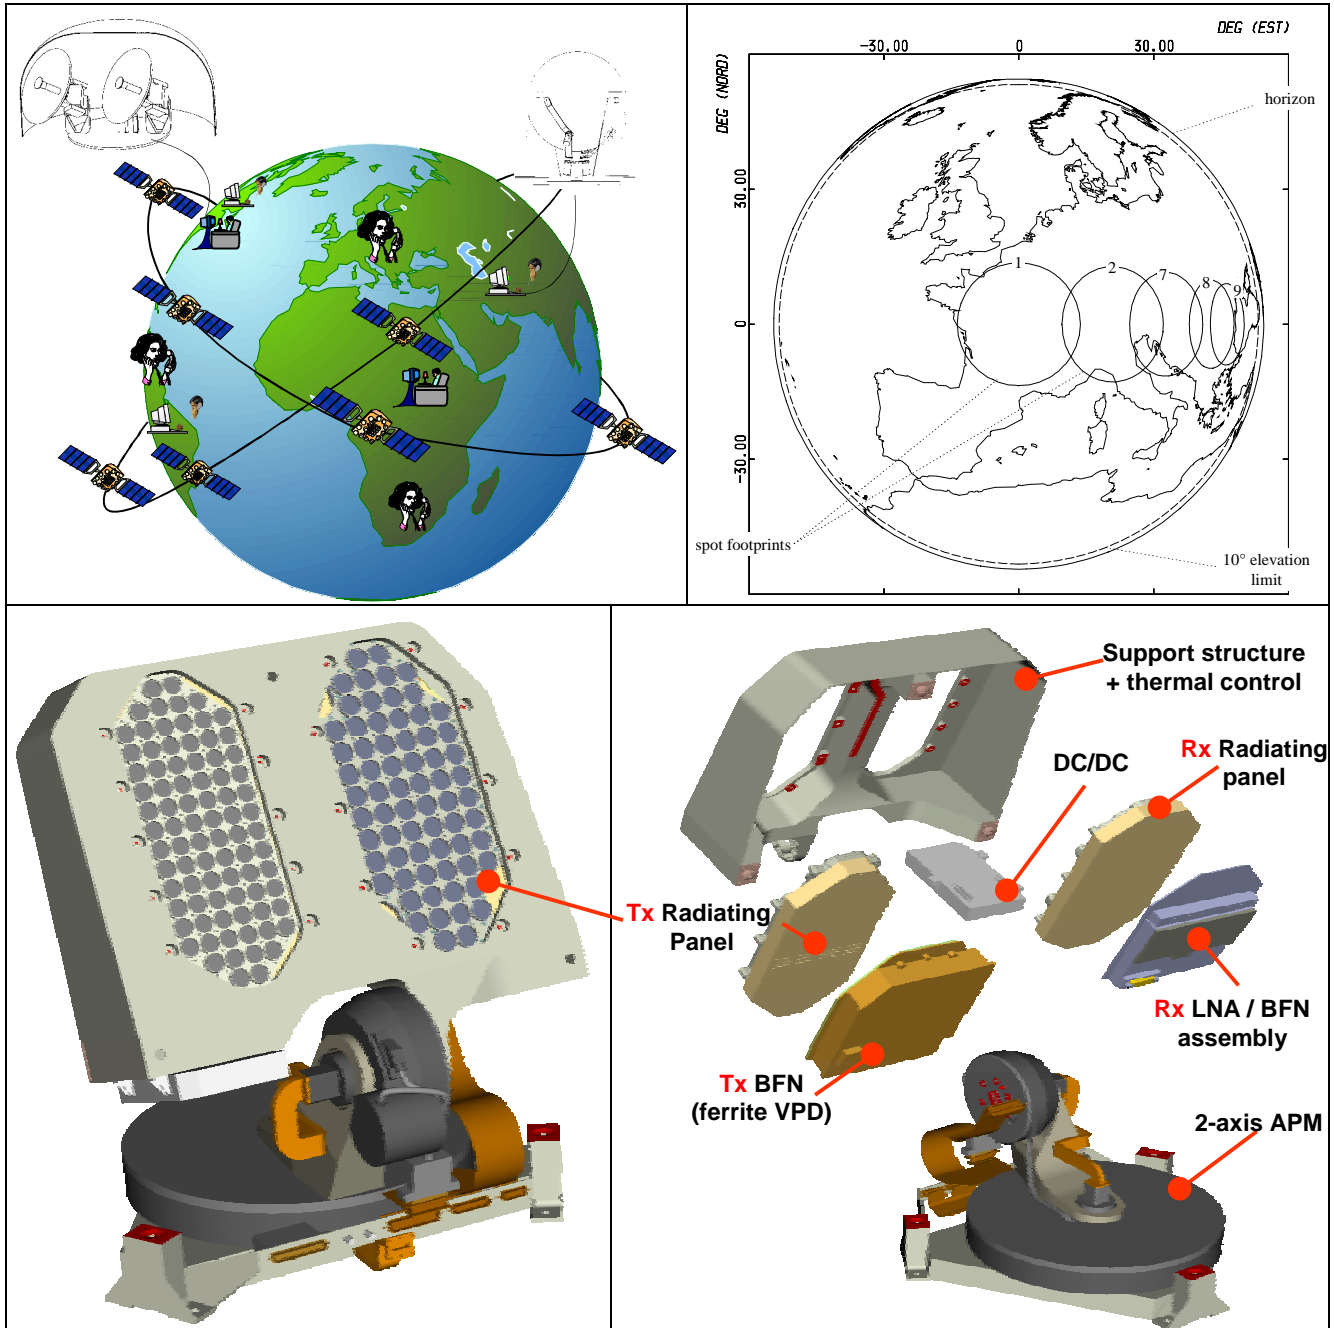 DEG (EST)
-30.00
0
30.00
DEG (NORD)
30.00
0
-30.00
horizon
1
2
7
8
9
spot footprints
10° elevation
limit
Support structure
+ thermal control
DC/DC
Rx Radiating
panel
Tx Radiating
Panel
Rx LNA / BFN
assembly
Tx BFN
(ferrite VPD)
2-axis APM